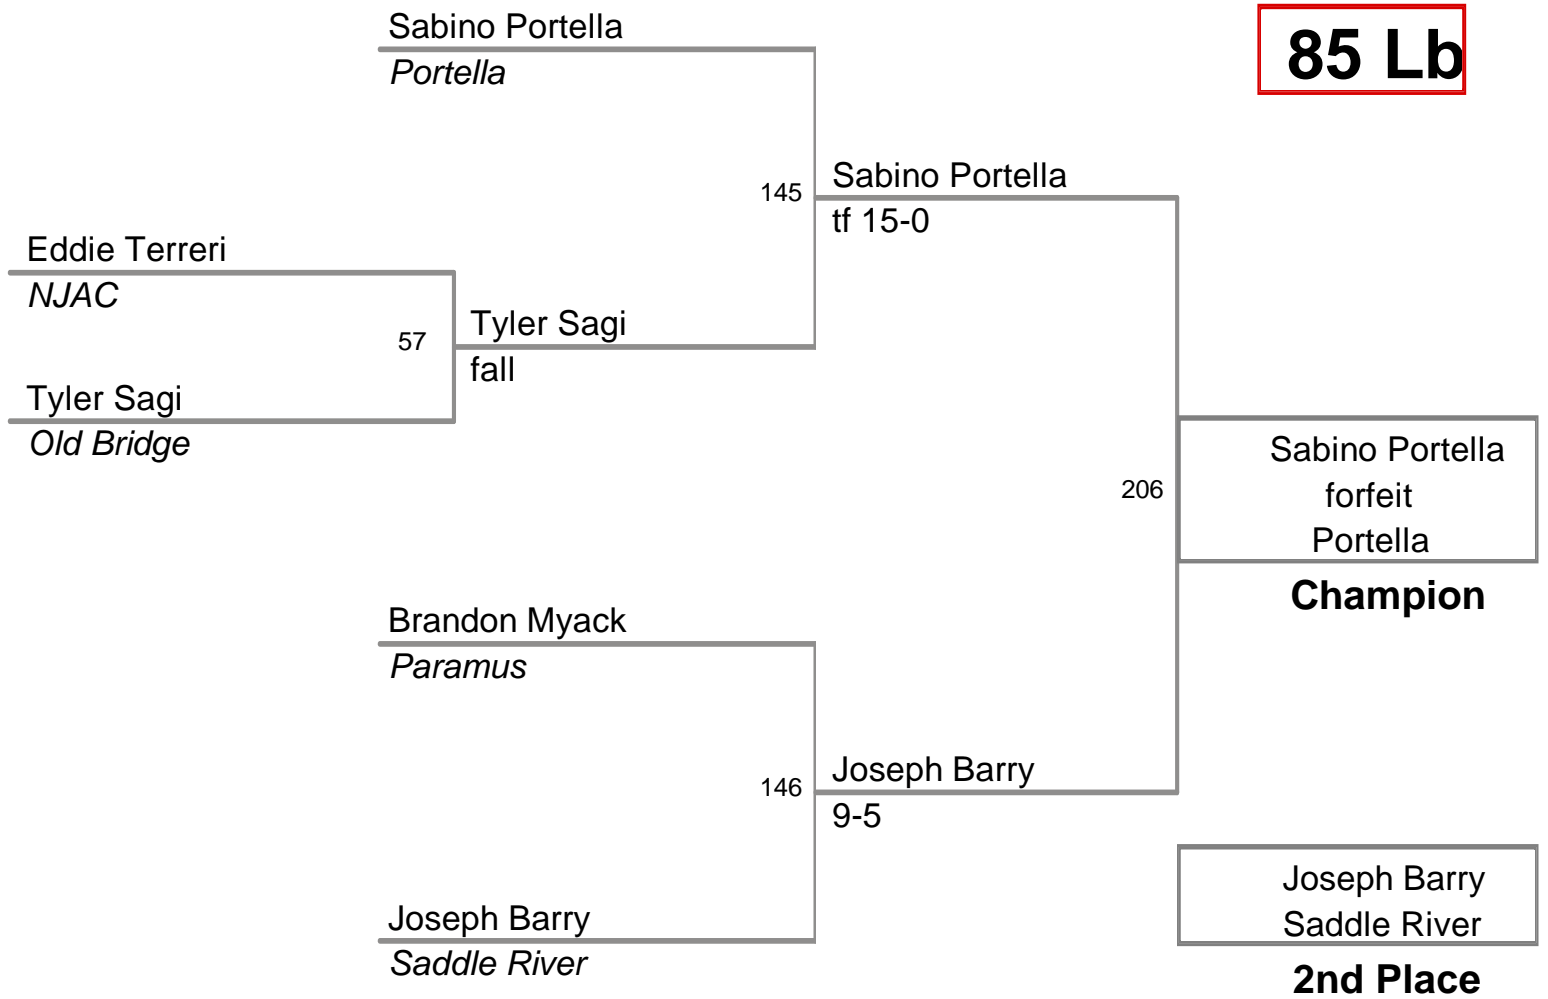 Sabino Portella
Portella
85 Lb
145
Sabino Portella
tf 15-0
Eddie Terreri
NJAC
57
Tyler Sagi
fall
Tyler Sagi
Old Bridge
206
Sabino Portella
forfeit
Portella
Champion
Brandon Myack
Paramus
146
Joseph Barry
9-5
Joseph Barry
Saddle River
Joseph Barry
Saddle River
2nd Place